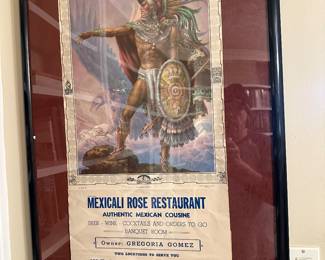 MEXICALI ROSE RESTAURANT
AUTHENTIC MEXICAN COUSINE
BEER - WINE - COCKTAILS AND ORDERS TO GO
BANQUET ROOM
Owner: GREGORIA GOMEZ
TWO LOCATIONS TO SERVE YOU